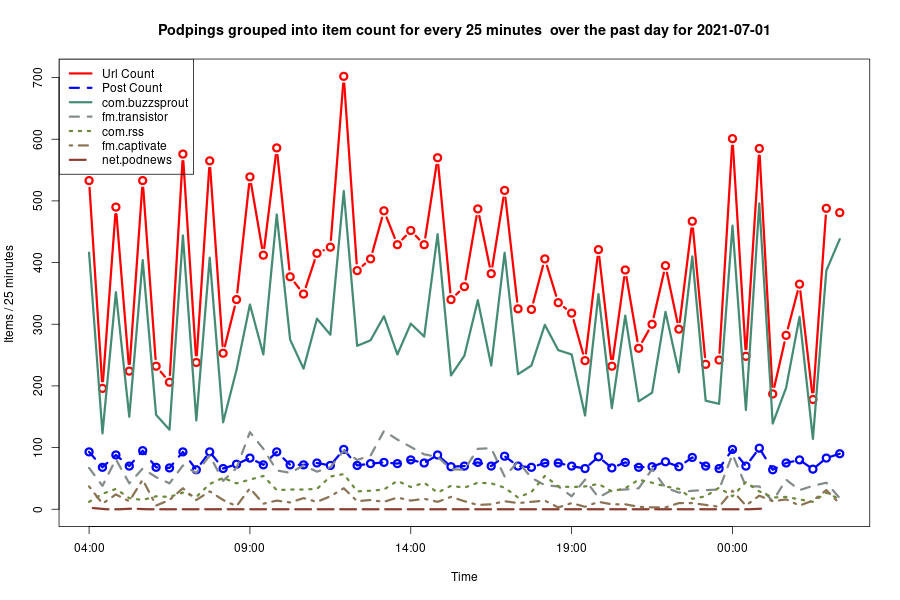 Podpings grouped into item count for every 25 minutes  over the past day for 2021-07-01
Url Count
Post Count
com.buzzsprout
fm.transistor
com.rss
fm.captivate
net.podnews
Items / 25 minutes
700
600
500
400
300
200
100
0
04:00
09:00
14:00
19:00
00:00
Time